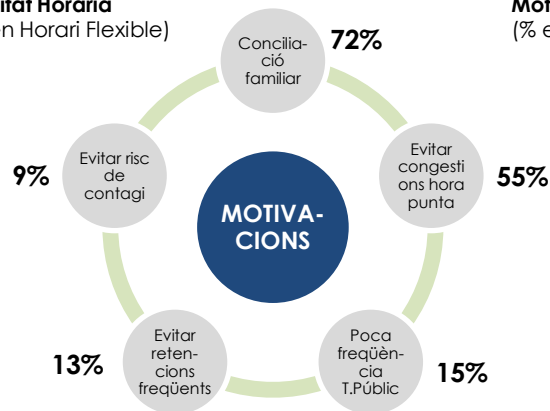 itat Horària
en Horari Flexible)
Mot
(% e
Concilia-
ció
familiar
72%
Evitar
congesti
ons hora
punta
55%
Evitar risc
de
contagi
9%
MOTIVA-
CIONS
Evitar
reten-
cions
freqüents
13%
Poca
freqüèn-
cia
T.Públic
15%